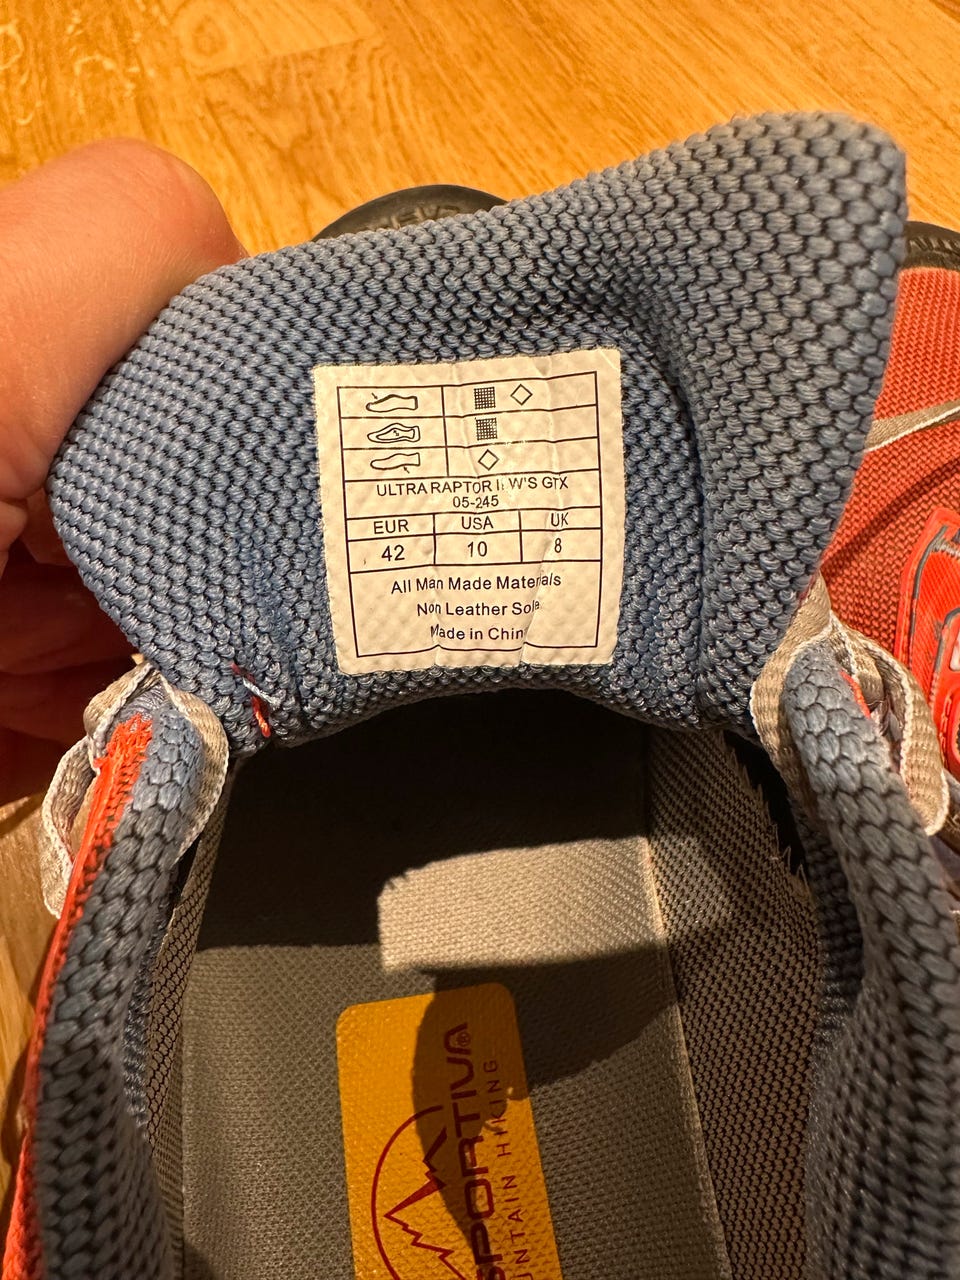 ULTRA RAPTOR II W'S GTX
05-245
EUR USA UK
42 10 8
All Man Made Materials
Non Leather Sole
Made in China
SPORTIVA®
MOUNTAIN HIKING